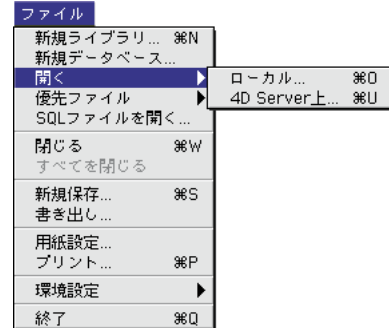 ファイル
新規ライブラリ... ⌘N
新規データベース...
開く
ローカル... ⌘O
4D Server上... ⌘U
優先ファイル
SQLファイルを開く...
閉じる ⌘W
すべてを閉じる
新規保存... ⌘S
書き出し...
用紙設定...
プリント... ⌘P
環境設定
終了 ⌘Q